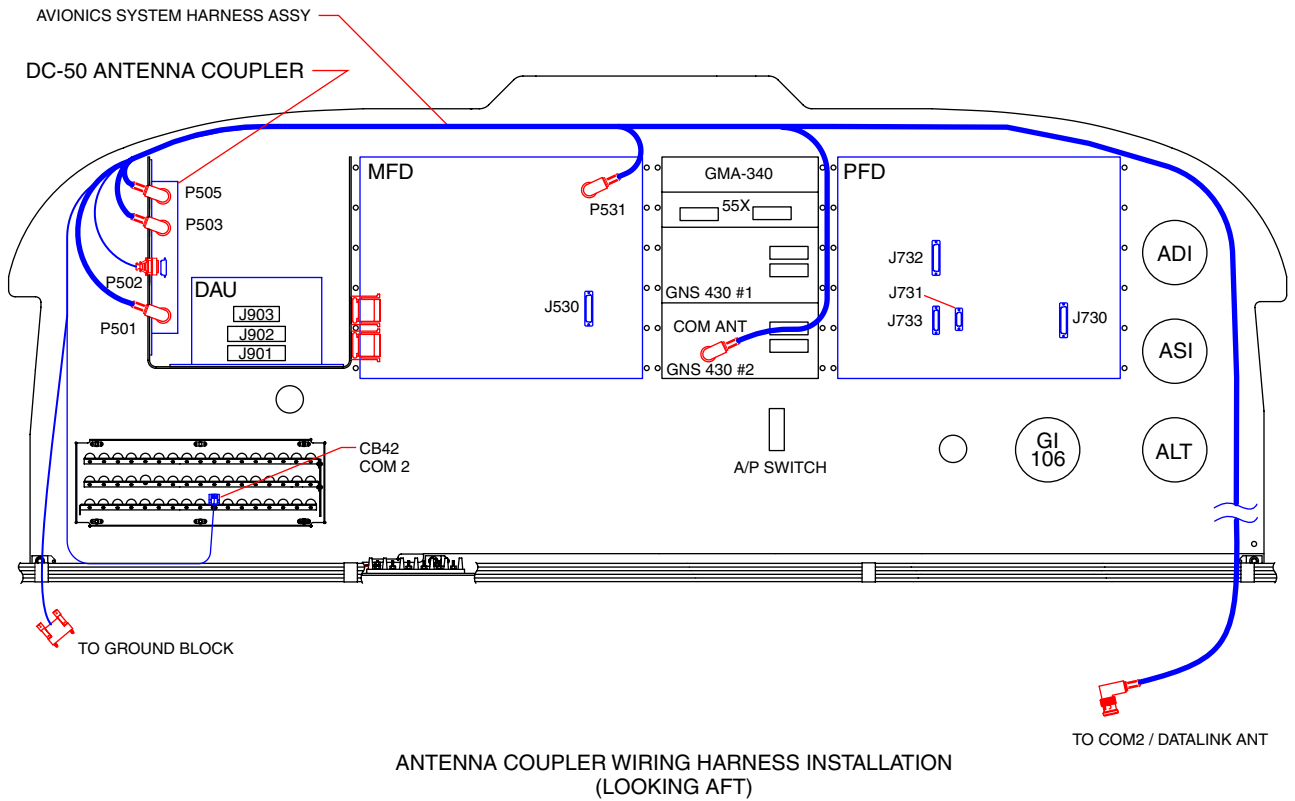 AVIONICS SYSTEM HARNESS ASSY
DC-50 ANTENNA COUPLER
P505
P503
P502
P501
DAU
J903
J902
J901
MFD
P531
J530
GMA-340
55X
GNS 430 #1
COM ANT
GNS 430 #2
PFD
J732
J731
J733
J730
ADI
ASI
ALT
GI
106
A/P SWITCH
CB42
COM 2
TO GROUND BLOCK
TO COM2 / DATALINK ANT
ANTENNA COUPLER WIRING HARNESS INSTALLATION
(LOOKING AFT)